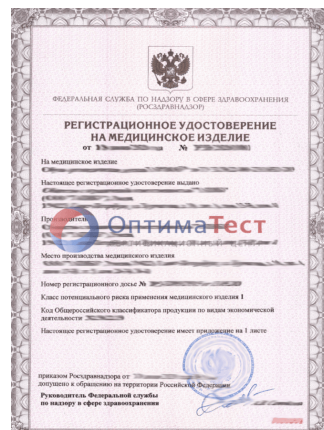 ФЕДЕРАЛЬНАЯ СЛУЖБА ПО НАДЗОРУ В СФЕРЕ ЗДРАВООХРАНЕНИЯ
(РОСЗДРАВНАДЗОР)
РЕГИСТРАЦИОННОЕ УДОСТОВЕРЕНИЕ
НА МЕДИЦИНСКОЕ ИЗДЕЛИЕ
от №
На медицинское изделие
Настоящее регистрационное удостоверение выдано
Производитель
ОптимаТест
Место производства медицинского изделия
Номер регистрационного досье №
Класс потенциального риска применения медицинского изделия 1
Код Общероссийского классификатора продукции по видам экономической
деятельности
Настоящее регистрационное удостоверение имеет приложение на 1 листе
приказом Росздравнадзора от
допущено к обращению на территории Российской Федерации.
Руководитель Федеральной службы
по надзору в сфере здравоохранения